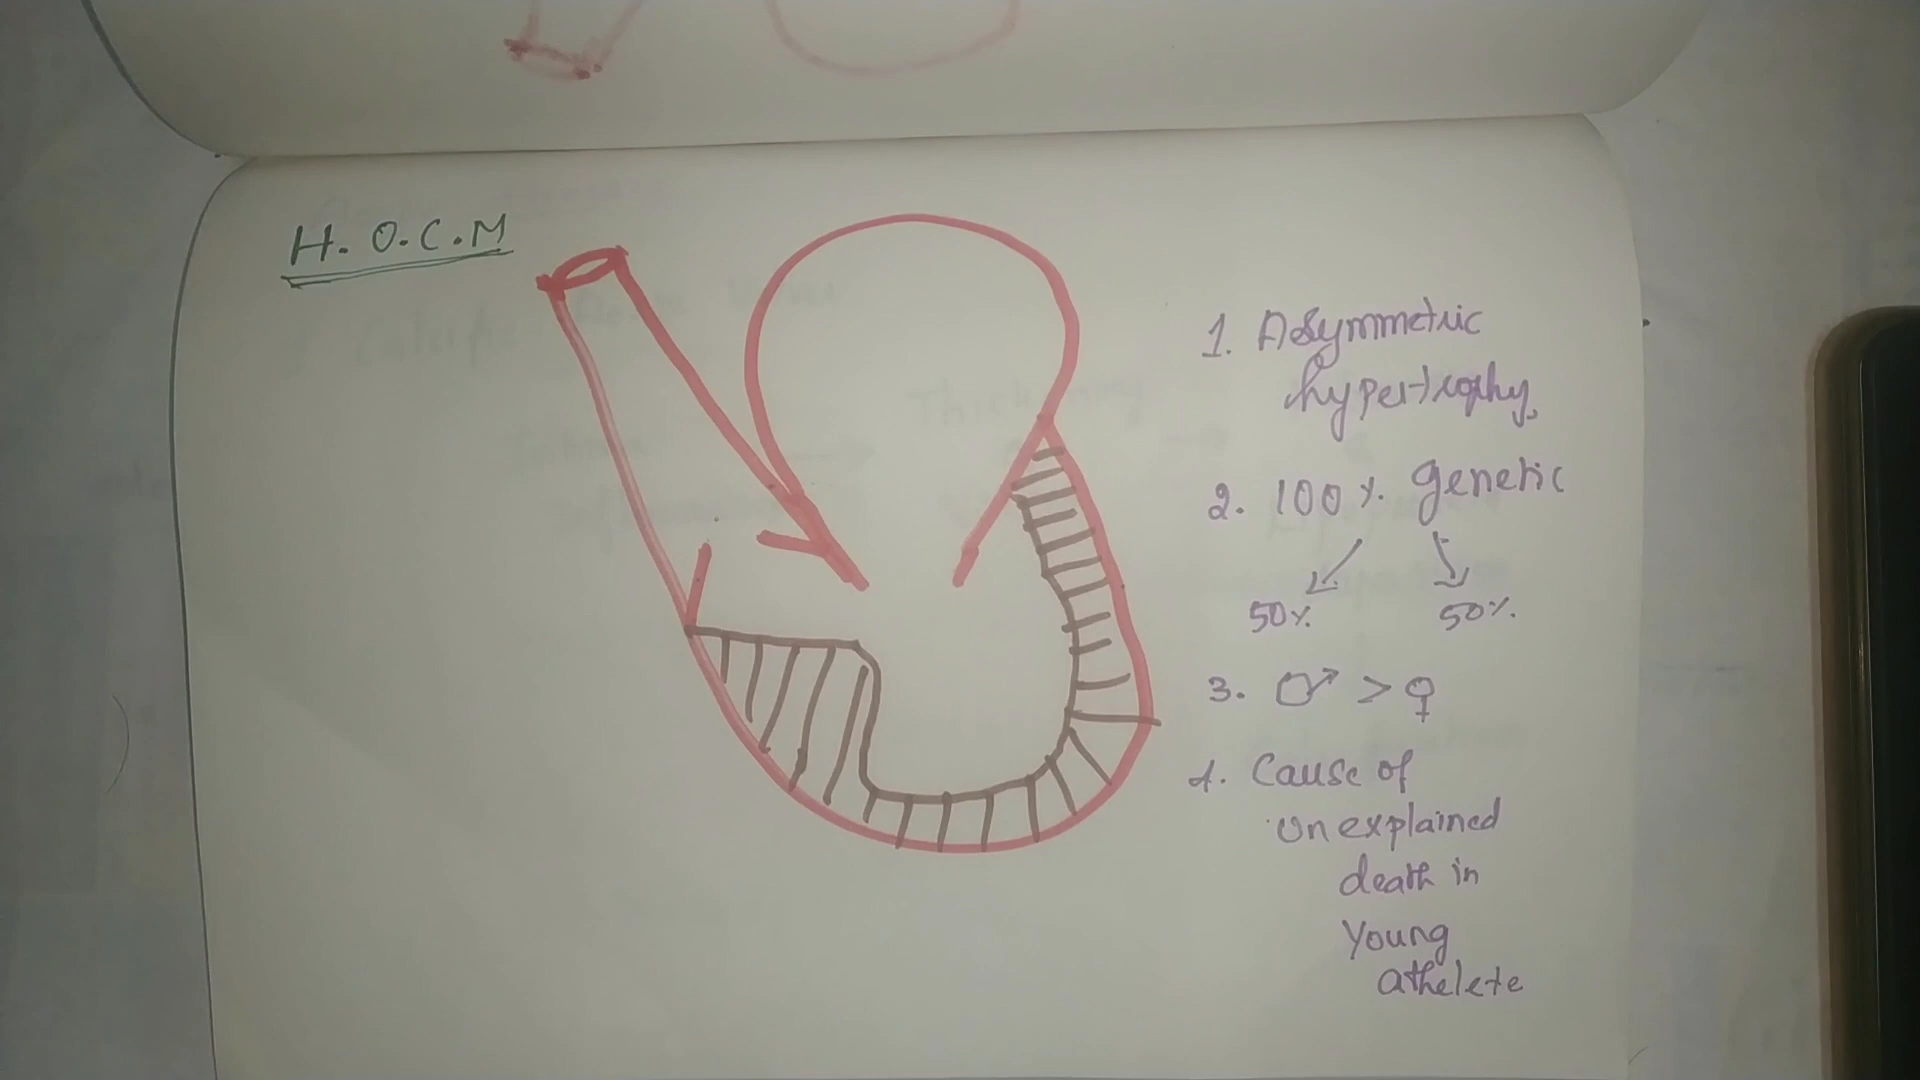 H.O.C.M
1. Asymmetric
hypertrophy
2. 100%. genetic
50%. 50%.
3. ♂ > ♀
4. Cause of
unexplained
death in
Young
athelete